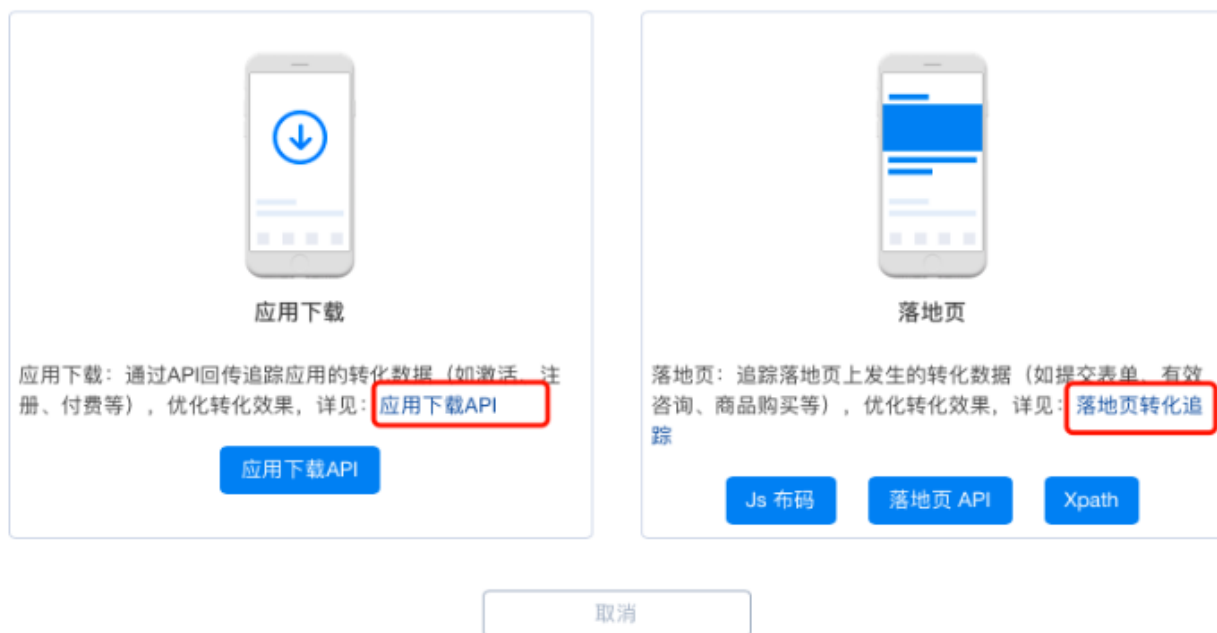 应用下载
应用下载：通过API回传追踪应用的转化数据（如激活、注
册、付费等），优化转化效果，详见：应用下载API
应用下载API
落地页
落地页：追踪落地页上发生的转化数据（如提交表单、有效
咨询、商品购买等），优化转化效果，详见：落地页转化追
踪
Js 布码
落地页 API
Xpath
取消